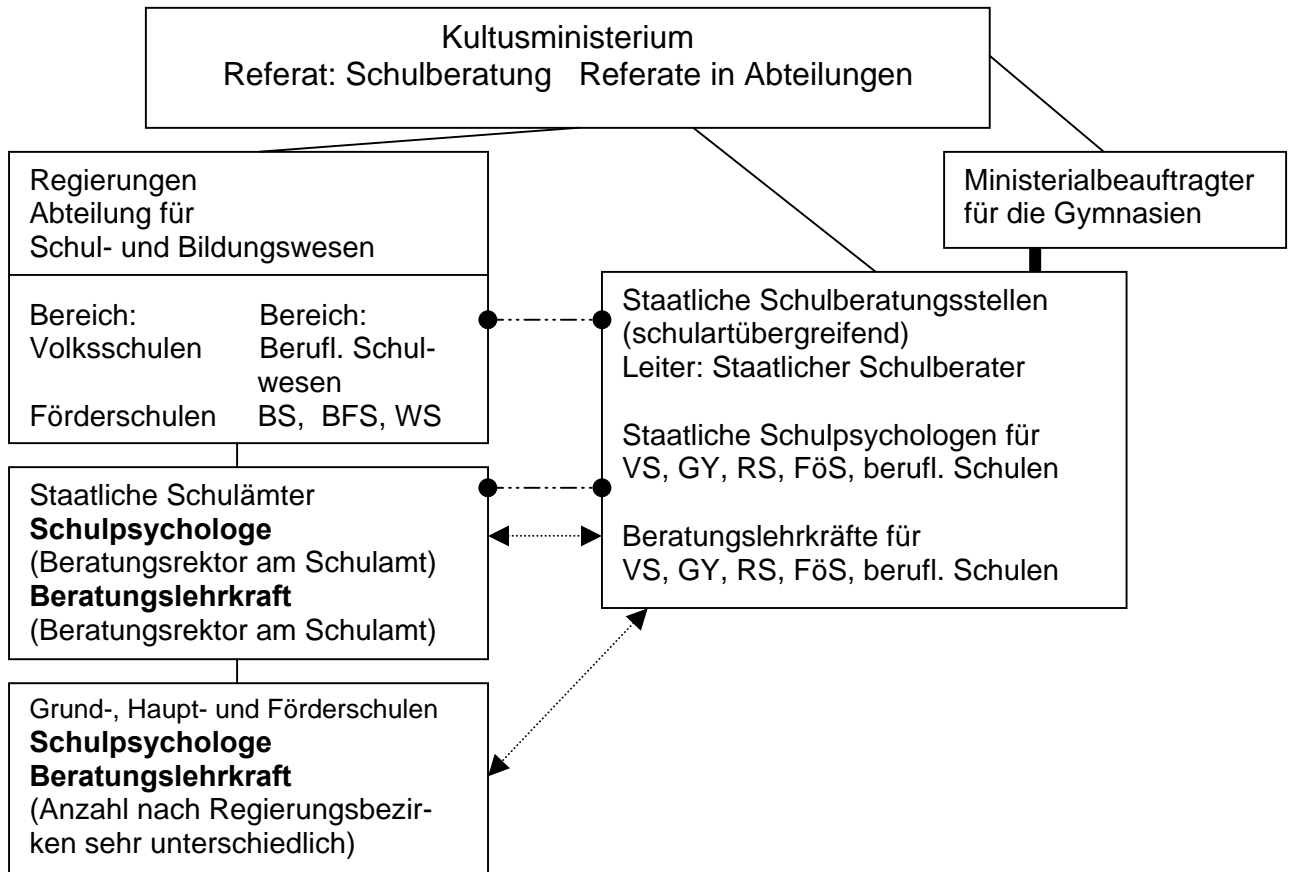 Kultusministerium
Referat: Schulberatung Referate in Abteilungen
Regierungen
Abteilung für
Schul- und Bildungswesen
Bereich: Bereich:
Volksschulen Berufl. Schul-
wesen
Förderschulen BS, BFS, WS
Ministerialbeauftragter
für die Gymnasien
Staatliche Schulberatungsstellen
(schulartübergreifend)
Leiter: Staatlicher Schulberater
Staatliche Schulpsychologen für
VS, GY, RS, FöS, berufl. Schulen
Beratungslehrkräfte für
VS, GY, RS, FöS, berufl. Schulen
Staatliche Schulämter
Schulpsychologe
(Beratungsrektor am Schulamt)
Beratungslehrkraft
(Beratungsrektor am Schulamt)
Grund-, Haupt- und Förderschulen
Schulpsychologe
Beratungslehrkraft
(Anzahl nach Regierungsbezir-
ken sehr unterschiedlich)